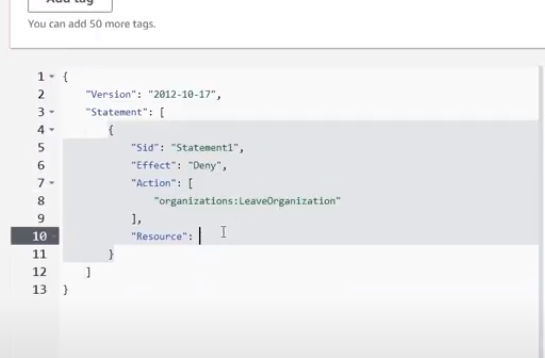 Add tag
You can add 50 more tags.
1 {
2 "Version": "2012-10-17",
3 "Statement": [
4 {
5 "Sid": "Statement1",
6 "Effect": "Deny",
7 "Action": [
8 "organizations:LeaveOrganization"
9 ],
10 "Resource":
11 }
12 ]
13 }